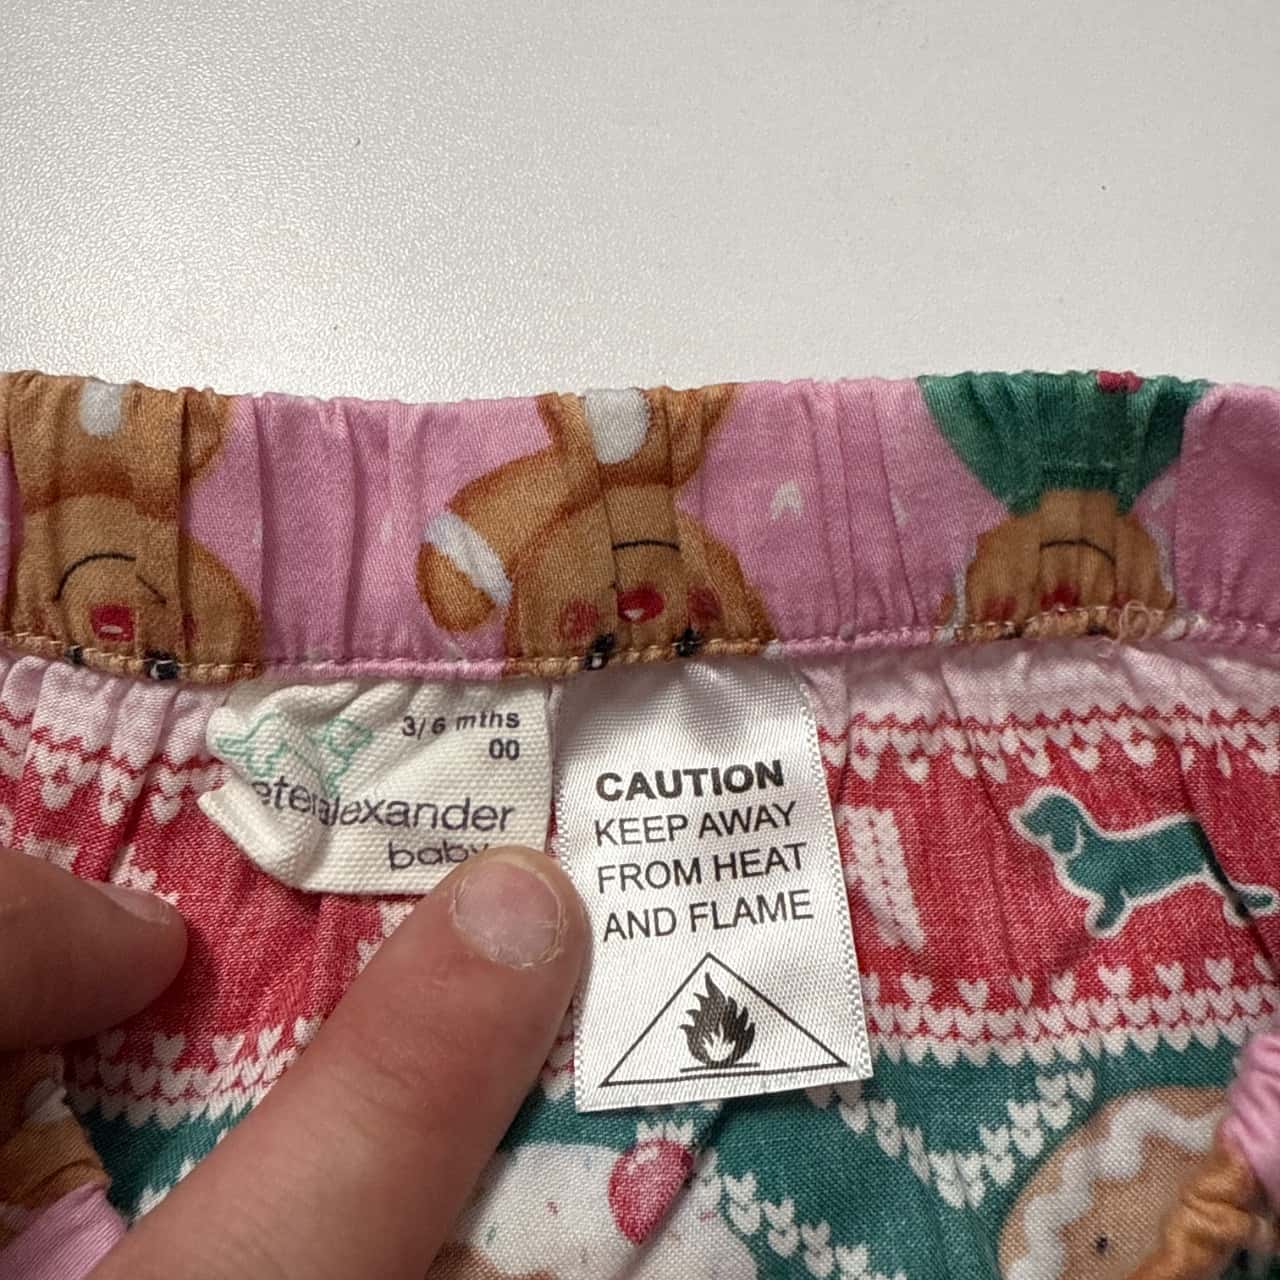 3/6 mths
00
eteralexander
baby
CAUTION
KEEP AWAY
FROM HEAT
AND FLAME